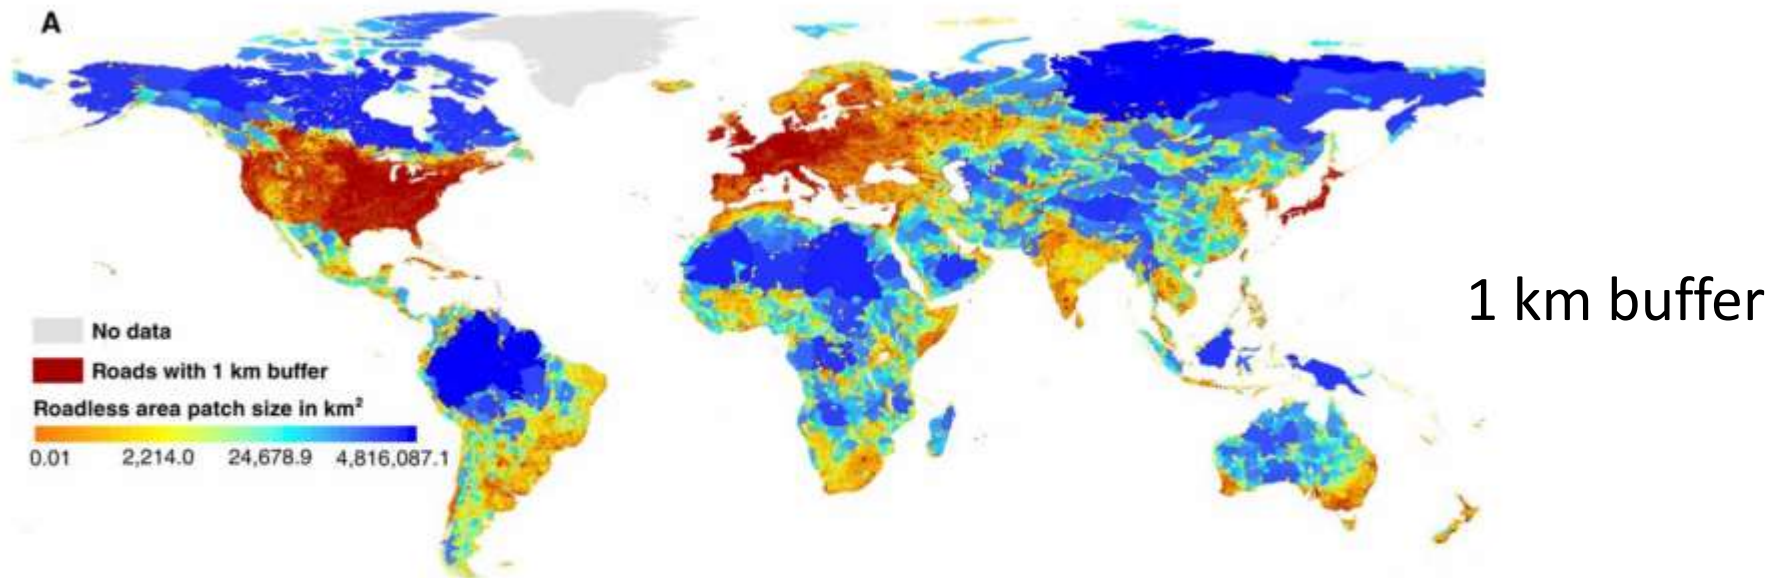 A
1 km buffer
No data
Roads with 1 km buffer
Roadless area patch size in km²
0.01 2,214.0 24,678.9 4,816,087.1